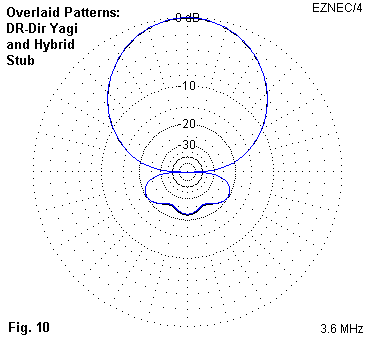 Overlaid Patterns:
DR-Dir Yagi
and Hybrid
Stub
EZNEC/4
0 dB
-10
-20
-30
Fig. 10
3.6 MHz